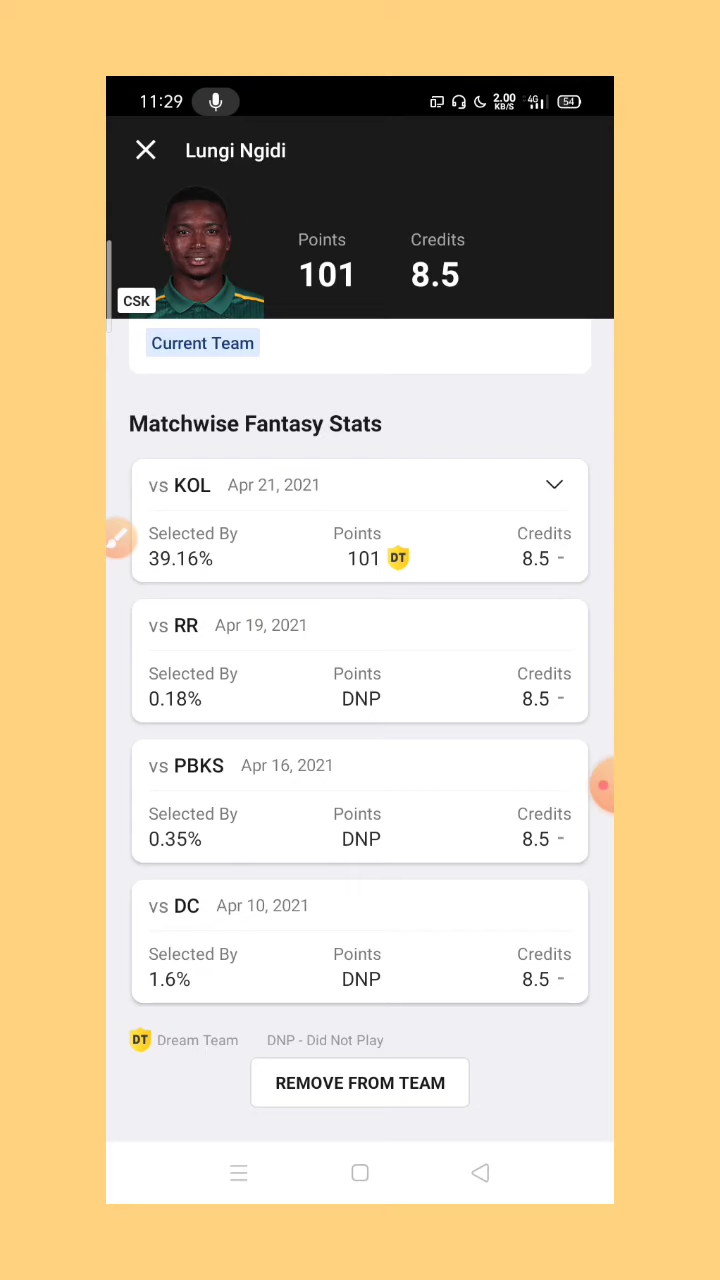 11:29 2.00 KB/S 4G 54
Lungi Ngidi
Points Credits
101 8.5
CSK
Current Team
Matchwise Fantasy Stats
vs KOL Apr 21, 2021
Selected By Points Credits
39.16% 101 DT 8.5 -
vs RR Apr 19, 2021
Selected By Points Credits
0.18% DNP 8.5 -
vs PBKS Apr 16, 2021
Selected By Points Credits
0.35% DNP 8.5 -
vs DC Apr 10, 2021
Selected By Points Credits
1.6% DNP 8.5 -
DT Dream Team DNP - Did Not Play
REMOVE FROM TEAM